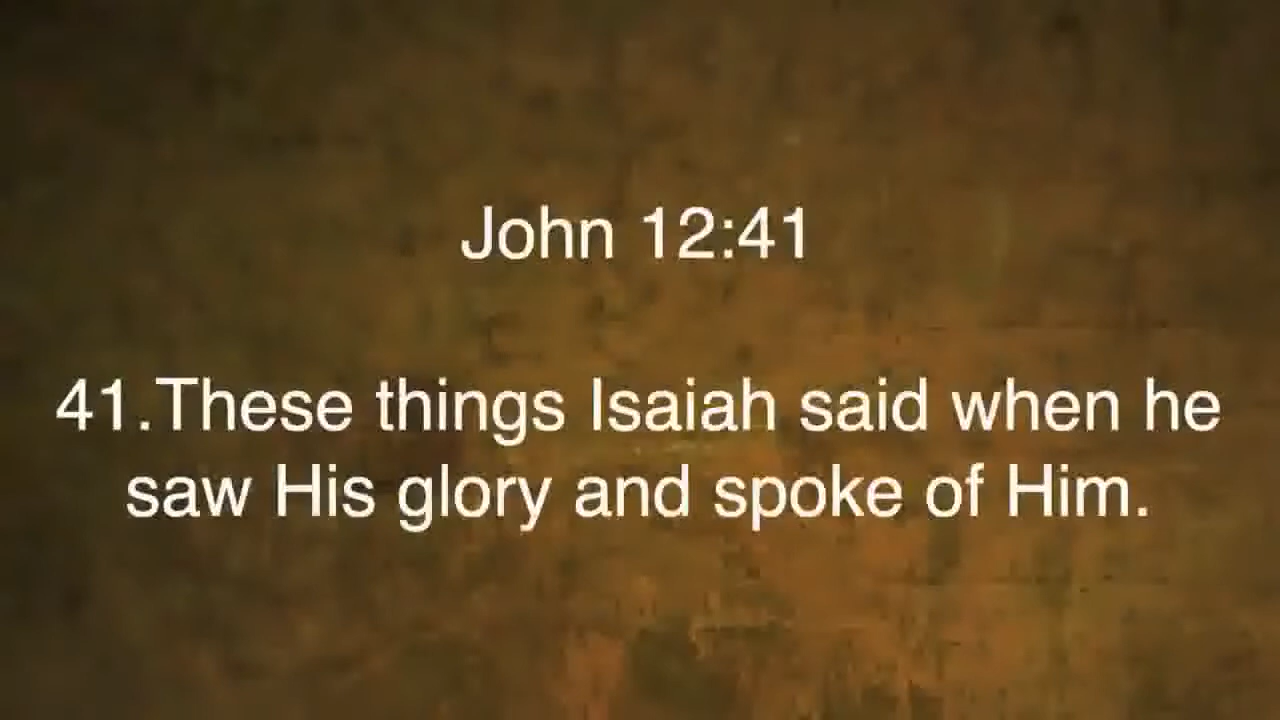 John 12:41
41.These things Isaiah said when he
saw His glory and spoke of Him.